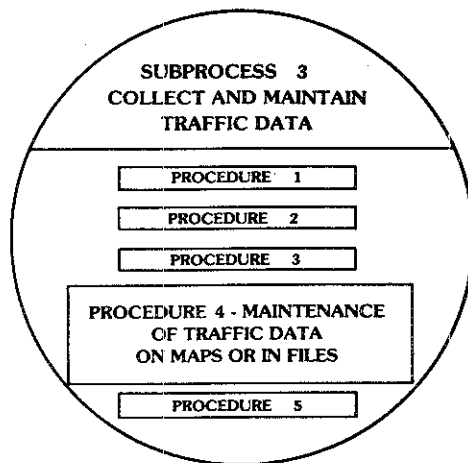 SUBPROCESS 3
COLLECT AND MAINTAIN
TRAFFIC DATA
PROCEDURE 1
PROCEDURE 2
PROCEDURE 3
PROCEDURE 4 - MAINTENANCE
OF TRAFFIC DATA
ON MAPS OR IN FILES
PROCEDURE 5